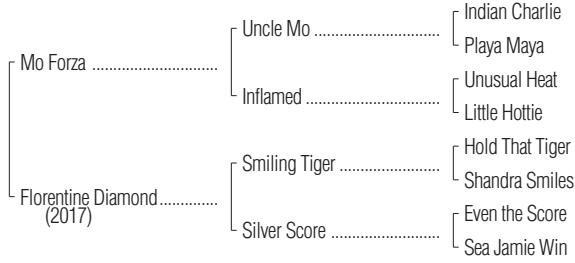 Indian Charlie
Uncle Mo ..............................
Playa Maya
Mo Forza ..............................
Unusual Heat
Inflamed ................................
Little Hottie
Hold That Tiger
Smiling Tiger ........................
Shandra Smiles
Florentine Diamond..............
(2017)
Even the Score
Silver Score ..........................
Sea Jamie Win